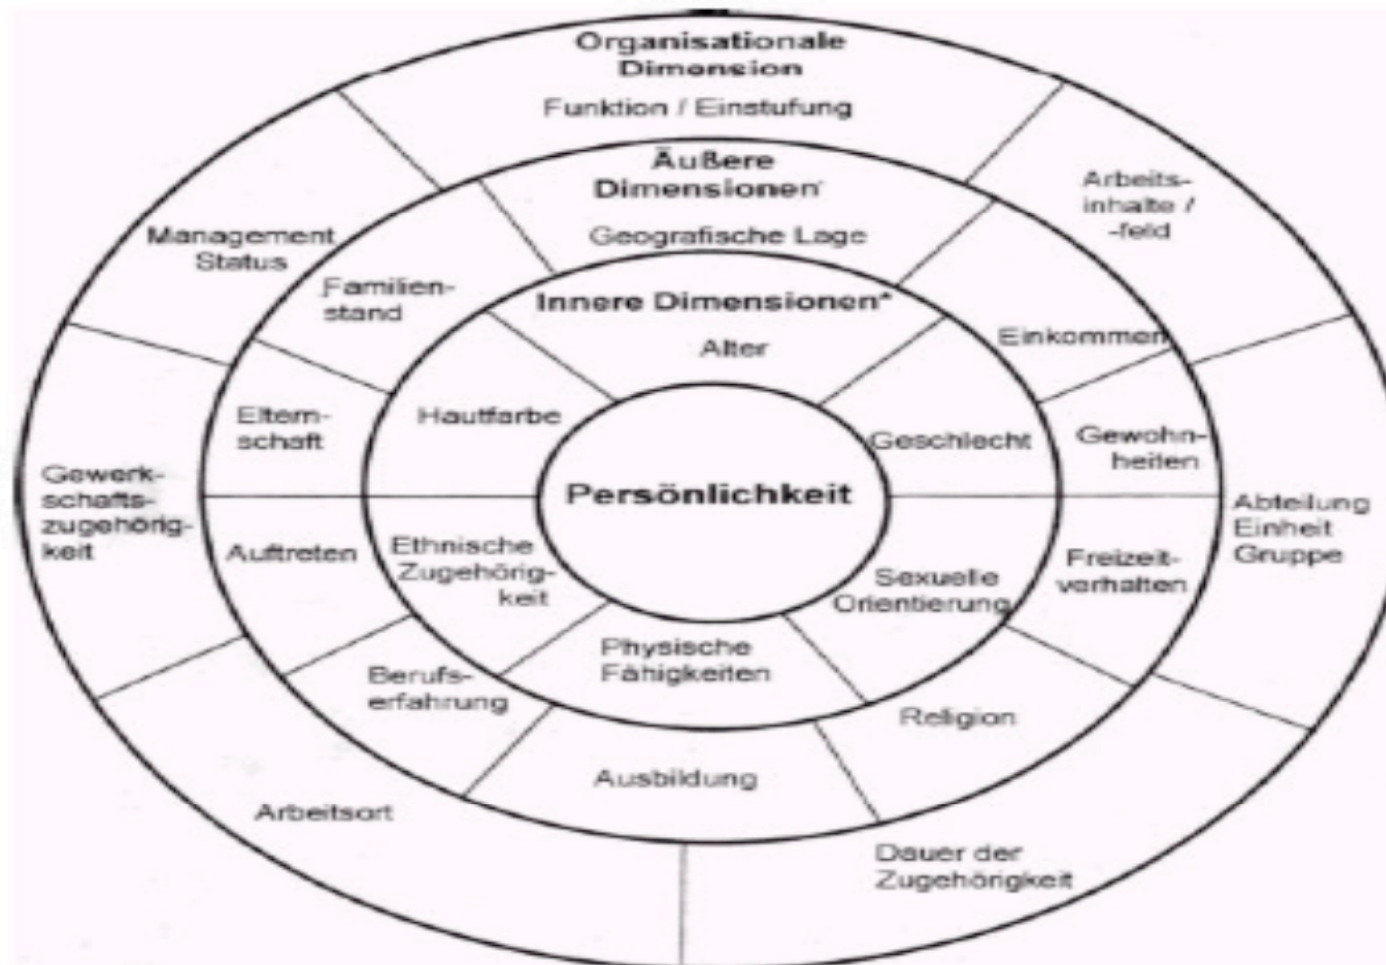 Organisationale
Dimension
Funktion / Einstufung
Äußere
Dimensionen
Geografische Lage
Innere Dimensionen*
Alter
Persönlichkeit
Arbeits-
inhalte /
-feld
Management
Status
Familien-
stand
Einkommen
Eltern-
schaft
Hautfarbe
Geschlecht
Gewohn-
heiten
Gewerk-
schafts-
zugehörig-
keit
Auftreten
Ethnische
Zugehörig-
keit
Sexuelle
Orientierung
Freizeit-
verhalten
Abteilung
Einheit
Gruppe
Berufs-
erfahrung
Physische
Fähigkeiten
Religion
Ausbildung
Arbeitsort
Dauer der
Zugehörigkeit